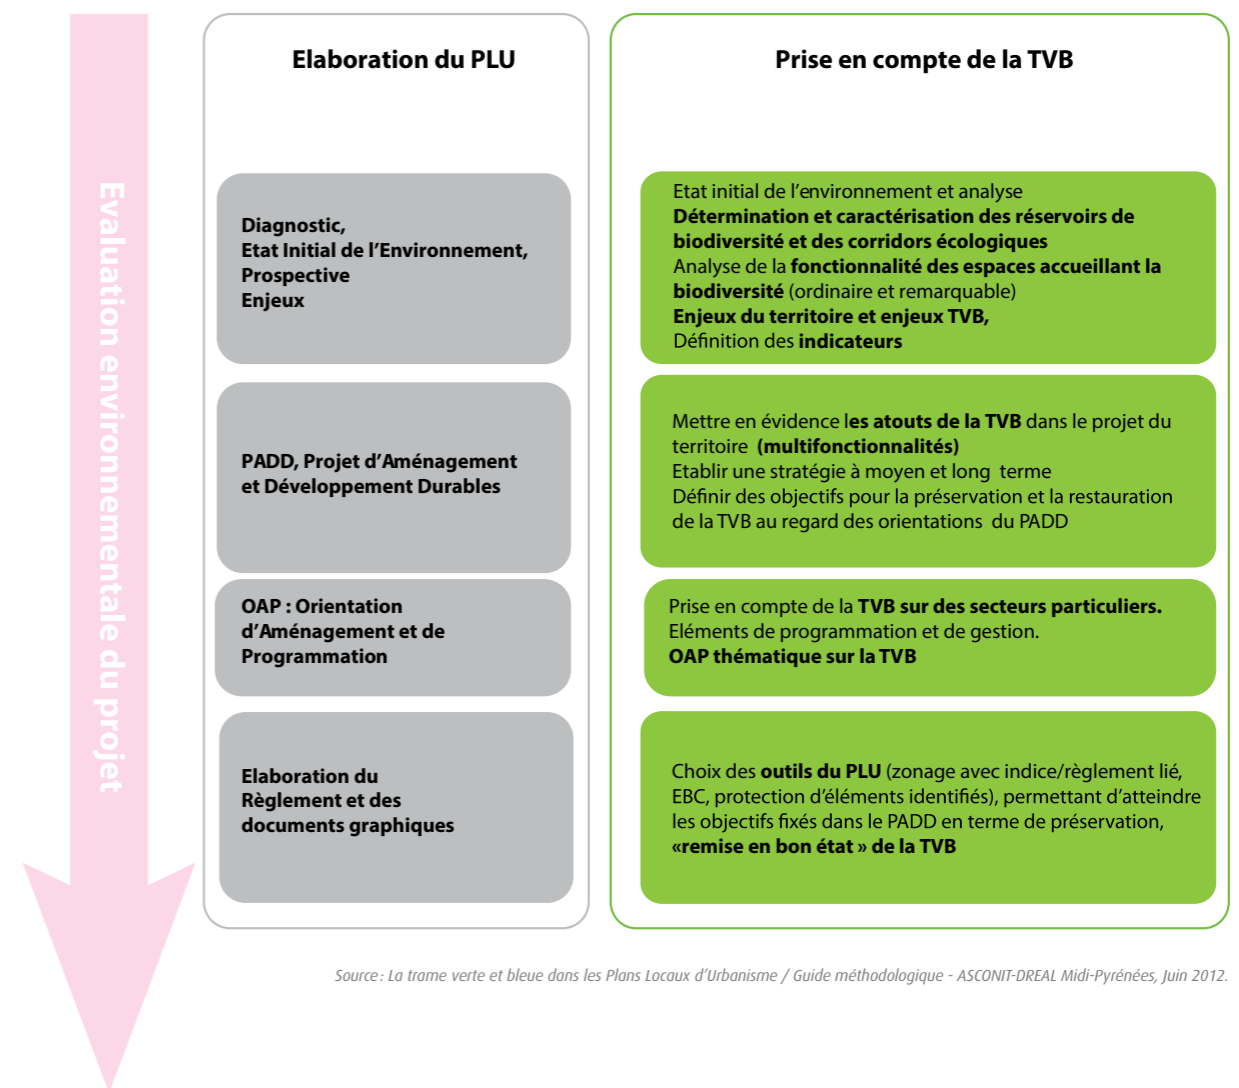 Evaluation environnementale du projet
Elaboration du PLU
Diagnostic,
Etat Initial de l’Environnement,
Prospective
Enjeux
PADD, Projet d’Aménagement
et Développement Durables
OAP : Orientation
d’Aménagement et de
Programmation
Elaboration du
Règlement et des
documents graphiques
Prise en compte de la TVB
Etat initial de l’environnement et analyse
Détermination et caractérisation des réservoirs de
biodiversité et des corridors écologiques
Analyse de la fonctionnalité des espaces accueillant la
biodiversité (ordinaire et remarquable)
Enjeux du territoire et enjeux TVB,
Définition des indicateurs
Mettre en évidence les atouts de la TVB dans le projet du
territoire (multifonctionnalités)
Etablir une stratégie à moyen et long terme
Définir des objectifs pour la préservation et la restauration
de la TVB au regard des orientations du PADD
Prise en compte de la TVB sur des secteurs particuliers.
Eléments de programmation et de gestion.
OAP thématique sur la TVB
Choix des outils du PLU (zonage avec indice/règlement lié,
EBC, protection d’éléments identifiés), permettant d’atteindre
les objectifs fixés dans le PADD en terme de préservation,
«remise en bon état » de la TVB
Source : La trame verte et bleue dans les Plans Locaux d’Urbanisme / Guide méthodologique - ASCONIT-DREAL Midi-Pyrénées, Juin 2012.